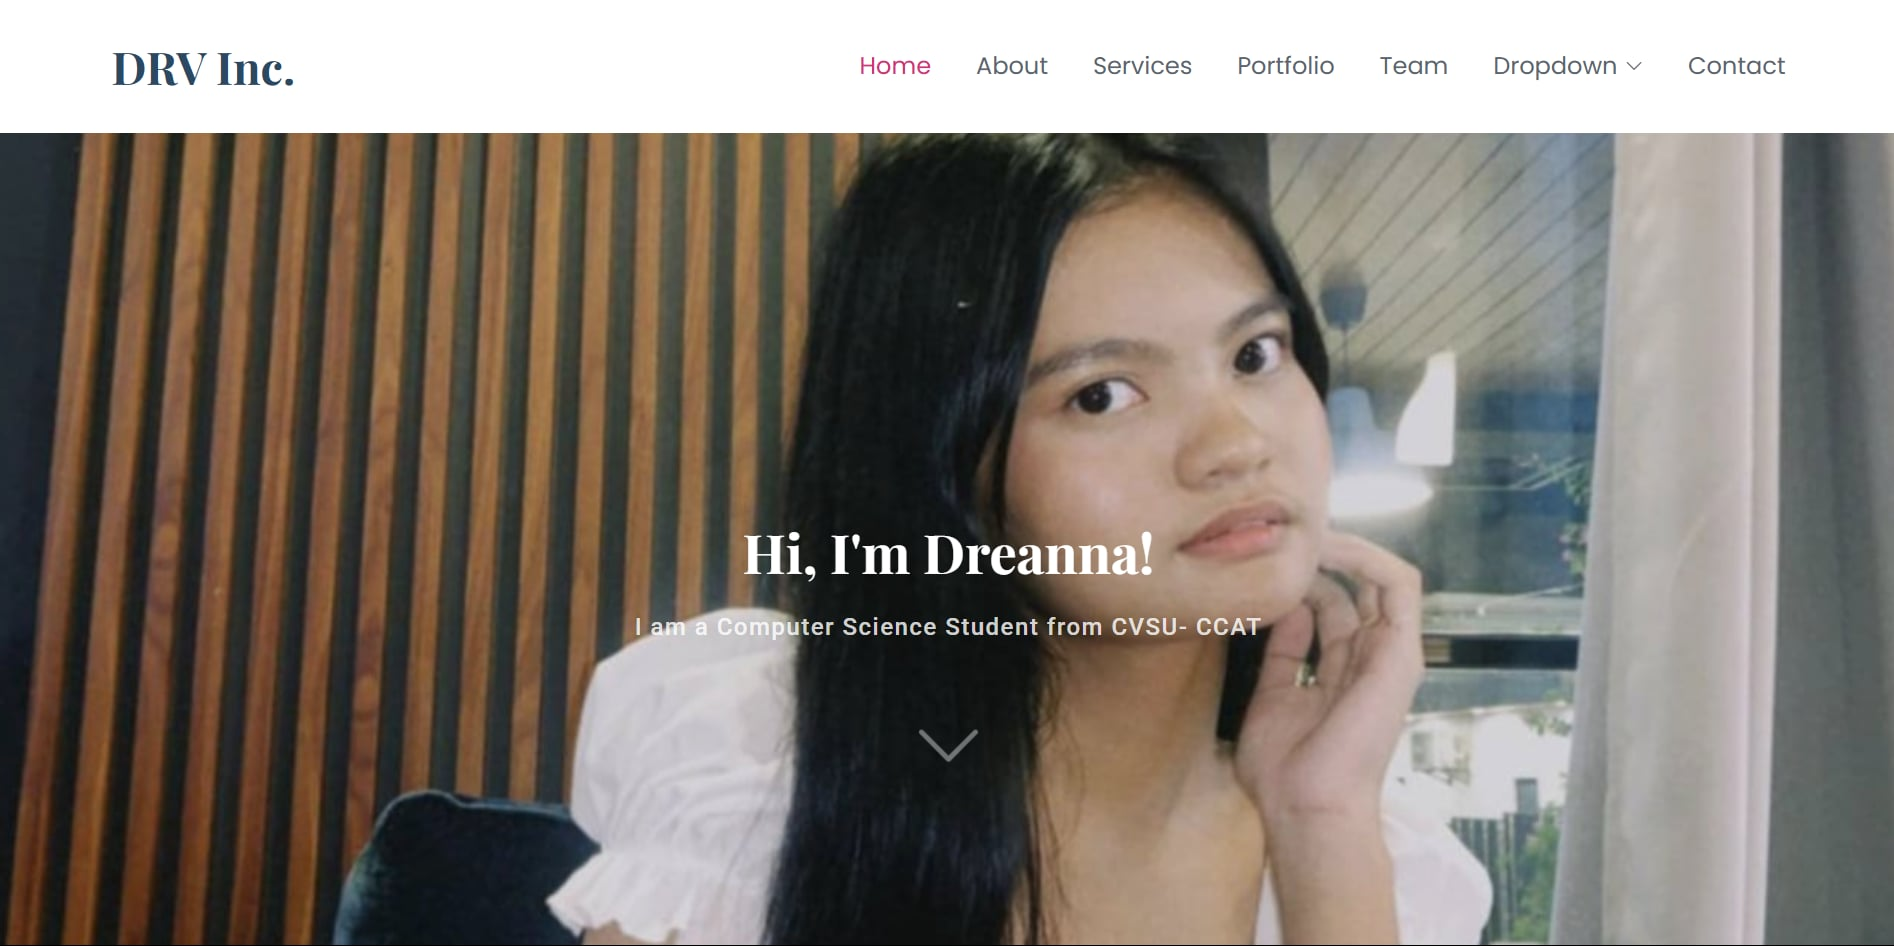 DRV Inc.
Home About Services Portfolio Team Dropdown Contact
Hi, I'm Dreanna!
I am a Computer Science Student from CVSU- CCAT